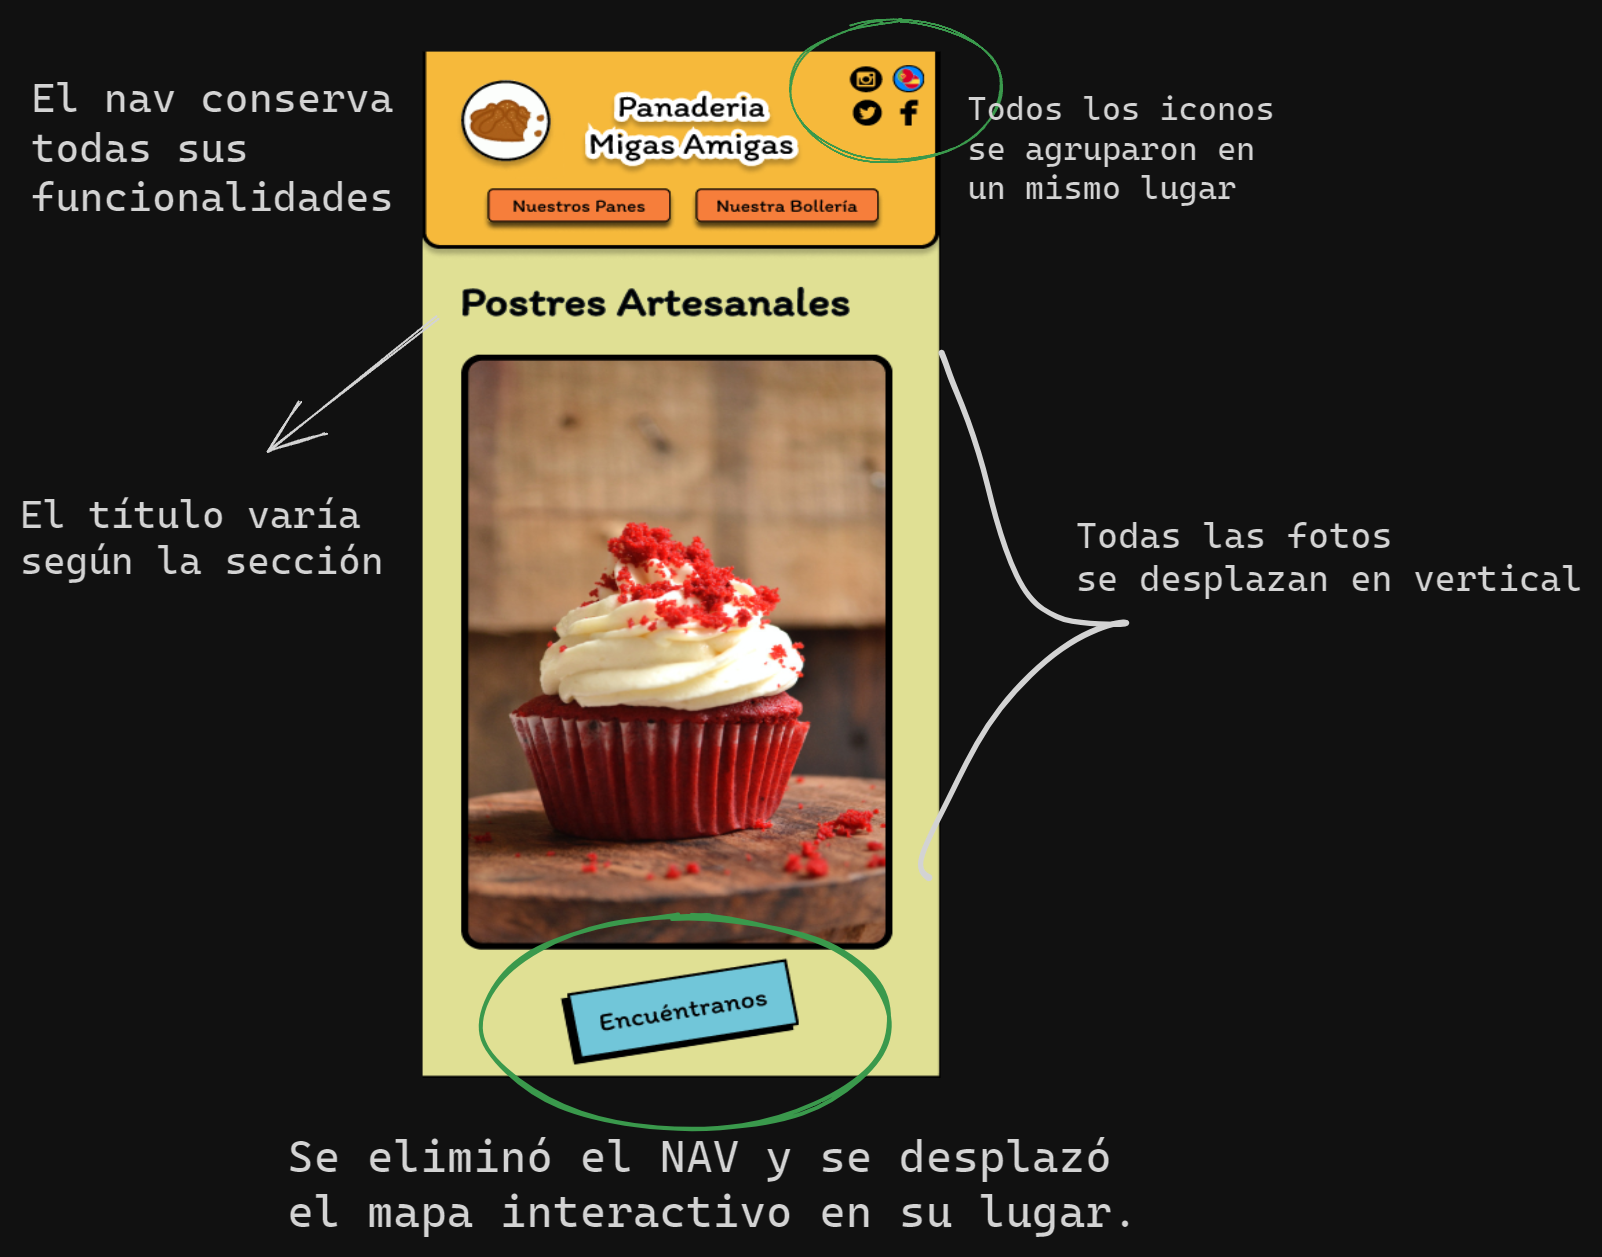 El nav conserva
todas sus
funcionalidades
Panaderia
Migas Amigas
Nuestros Panes
Nuestra Bollería
Todos los iconos
se agruparon en
un mismo lugar
Postres Artesanales
El título varía
según la sección
Todas las fotos
se desplazan en vertical
Encuéntranos
Se eliminó el NAV y se desplazó
el mapa interactivo en su lugar.